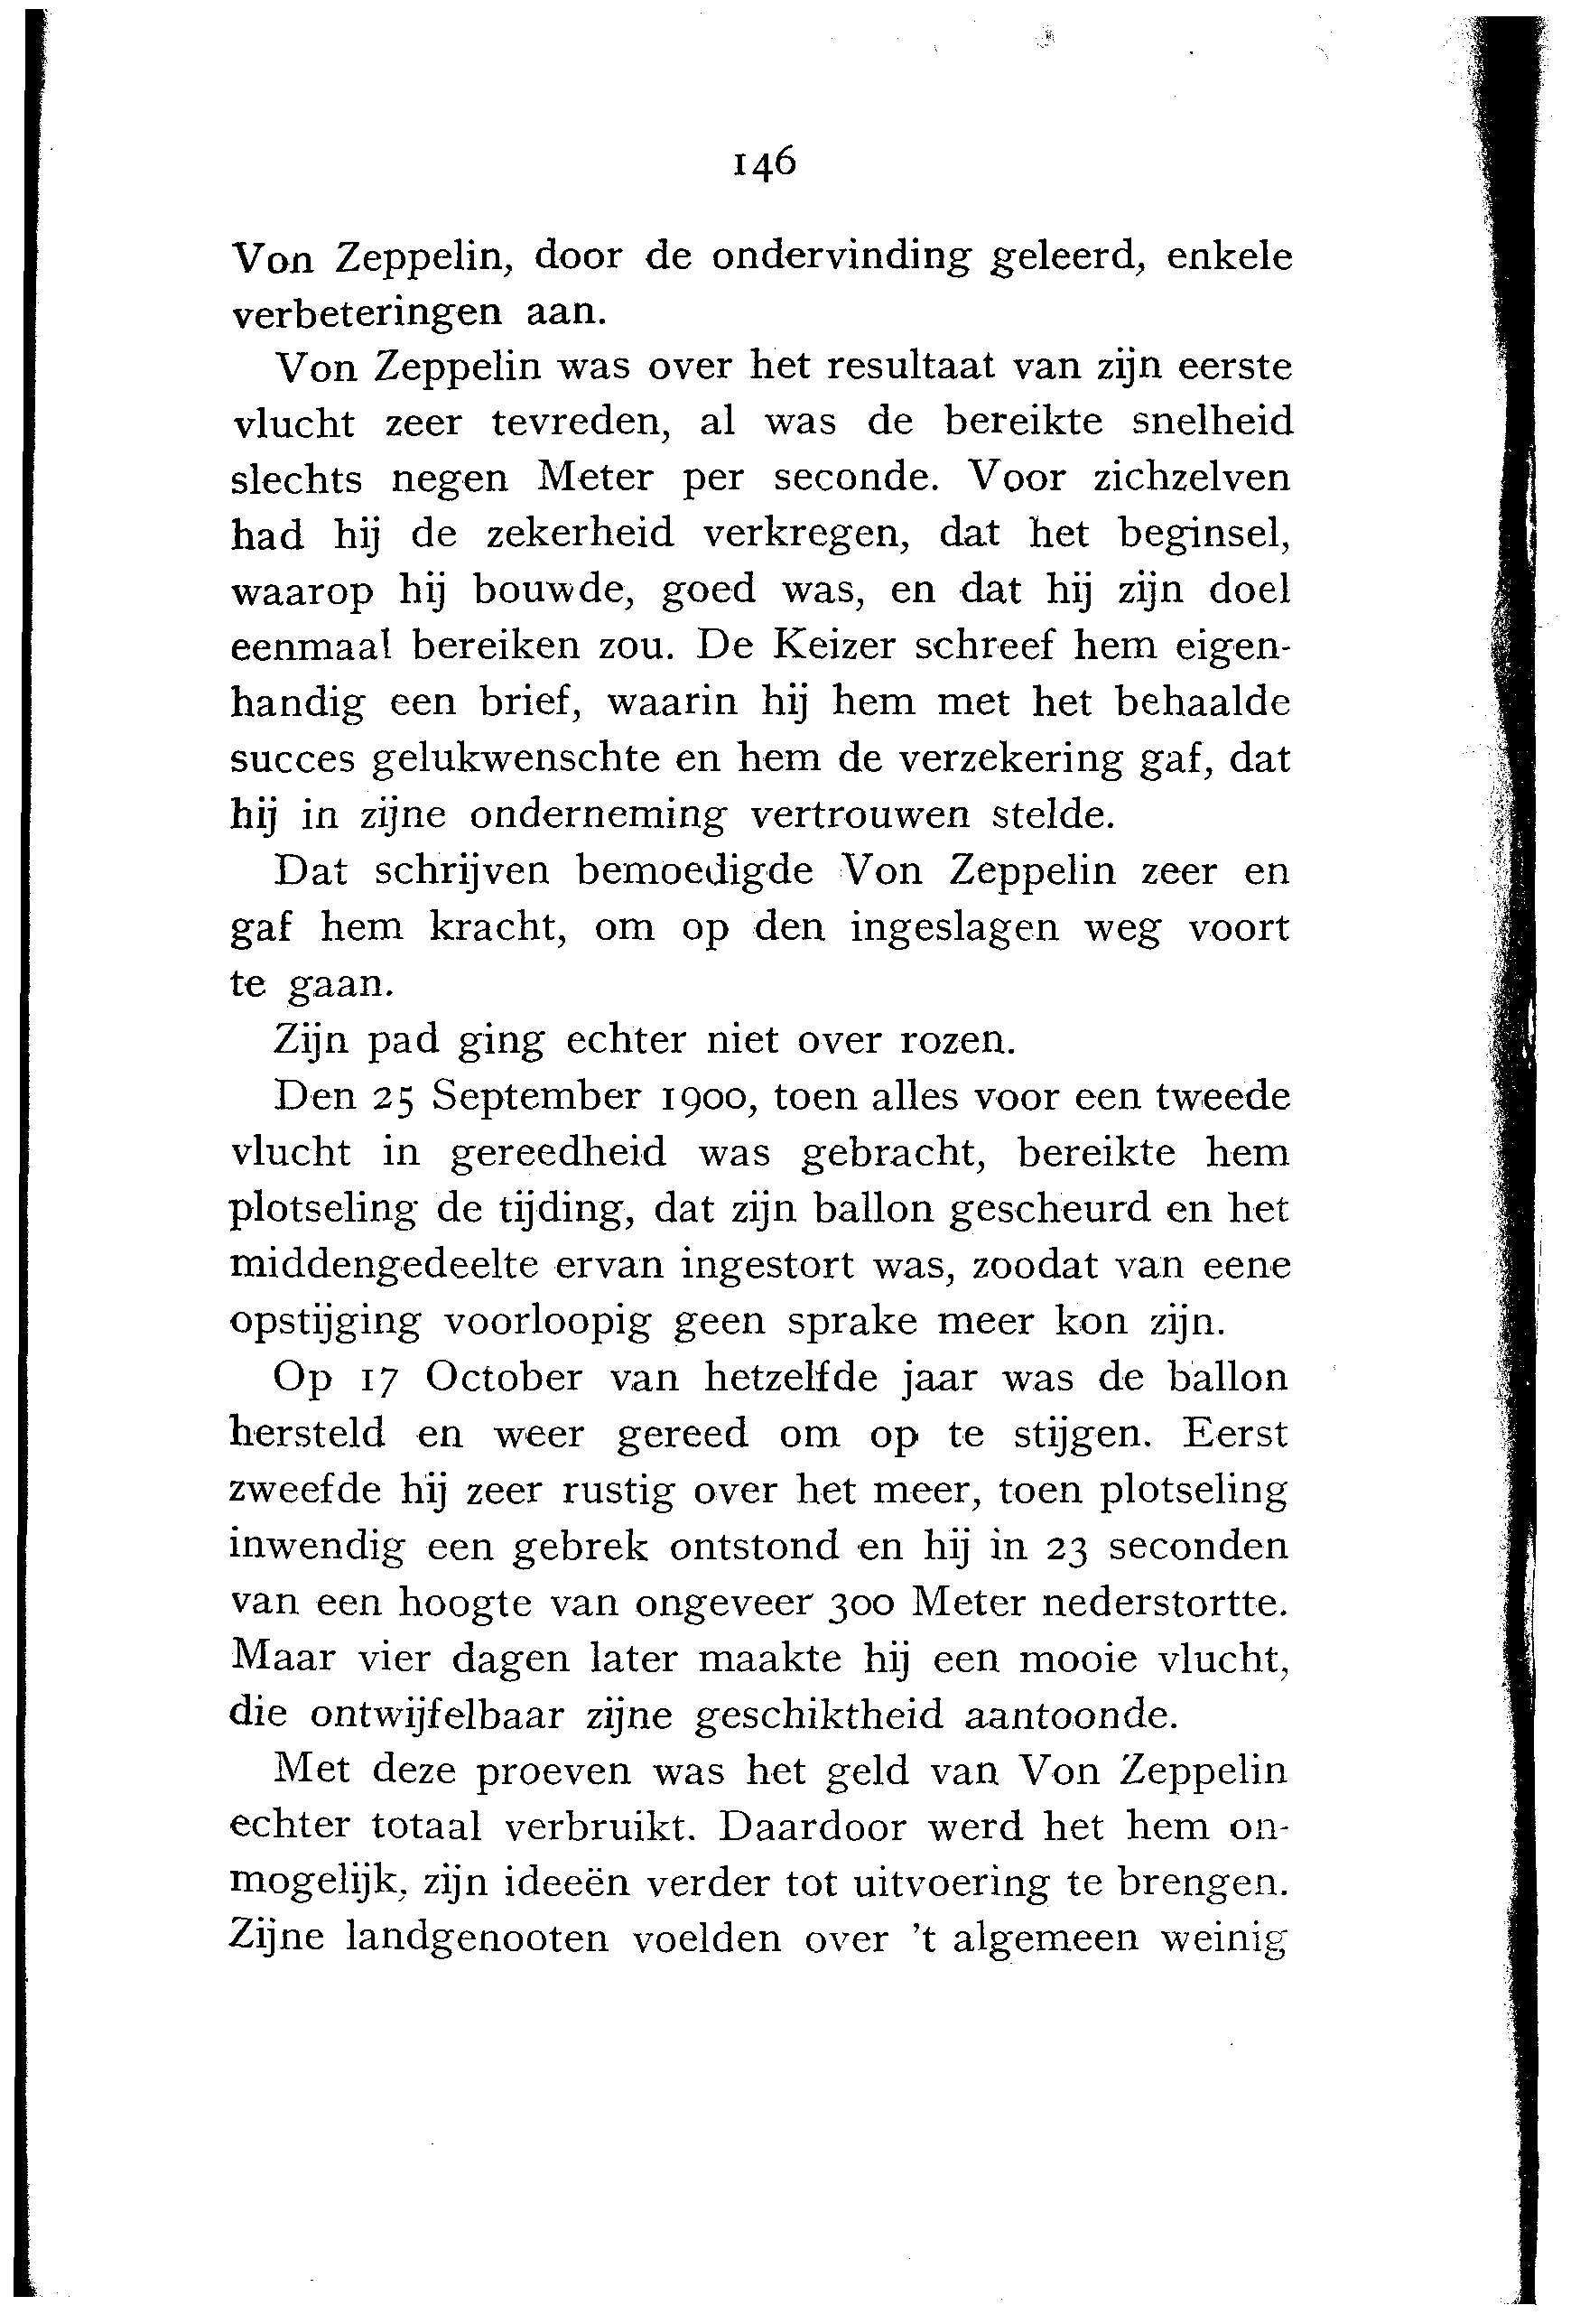 146
Von Zeppelin, door de ondervinding geleerd, enkele
verbeteringen aan.
Von Zeppelin was over het resultaat van zijn eerste
vlucht zeer tevreden, al was de bereikte snelheid
slechts negen Meter per seconde. Voor zichzelven
had hij de zekerheid verkregen, dat het beginsel,
waarop hij bouwde, goed was, en dat hij zijn doel
eenmaal bereiken zou. De Keizer schreef hem eigen-
handig een brief, waarin hij hem met het behaalde
succes gelukwenschte en hem de verzekering gaf, dat
hij in zijne onderneming vertrouwen stelde.
Dat schrijven bemoedigde Von Zeppelin zeer en
gaf hem kracht, om op den ingeslagen weg voort
te gaan.
Zijn pad ging echter niet over rozen.
Den 25 September 1900, toen alles voor een tweede
vlucht in gereedheid was gebracht, bereikte hem
plotseling de tijding, dat zijn ballon gescheurd en het
middengedeelte ervan ingestort was, zoodat van eene
opstijging voorloopig geen sprake meer kon zijn.
Op 17 October van hetzelfde jaar was de ballon
hersteld en weer gereed om op te stijgen. Eerst
zweefde hij zeer rustig over het meer, toen plotseling
inwendig een gebrek ontstond en hij in 23 seconden
van een hoogte van ongeveer 300 Meter nederstortte.
Maar vier dagen later maakte hij een mooie vlucht,
die ontwijfelbaar zijne geschiktheid aantoonde.
Met deze proeven was het geld van Von Zeppelin
echter totaal verbruikt. Daardoor werd het hem on-
mogelijk, zijn ideeën verder tot uitvoering te brengen.
Zijne landgenooten voelden over 't algemeen weinig